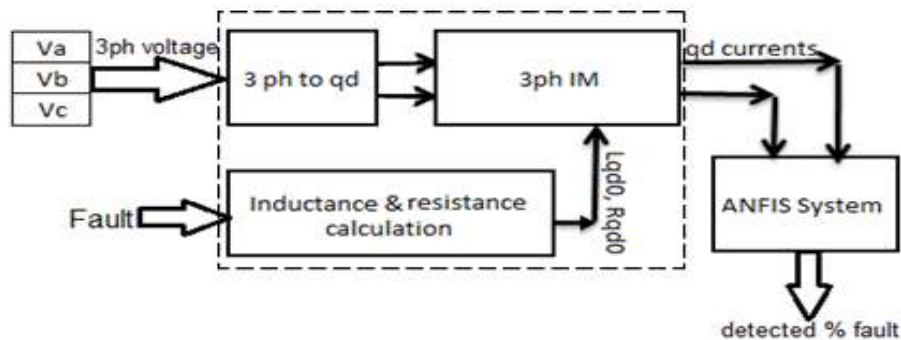 Va
Vb
Vc
3ph voltage
3 ph to qd
3ph IM
qd currents
Fault
Inductance & resistance
calculation
Lqd0, Rqd0
ANFIS System
detected % fault